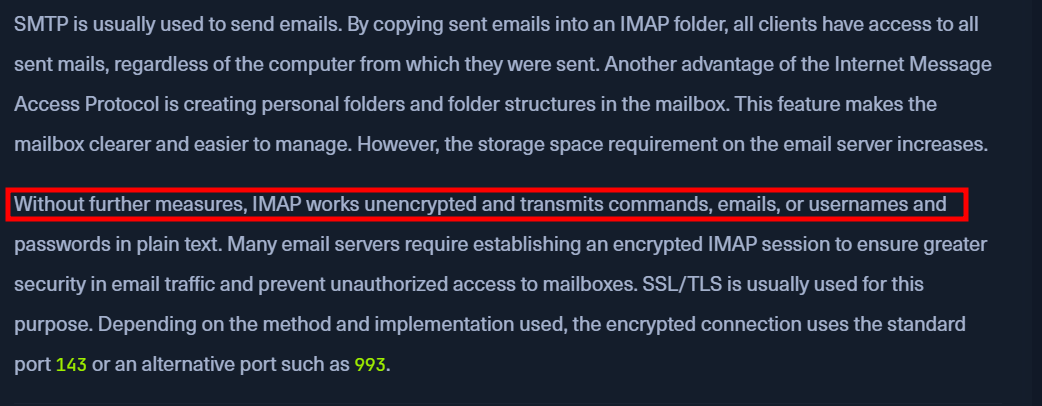 SMTP is usually used to send emails. By copying sent emails into an IMAP folder, all clients have access to all
sent mails, regardless of the computer from which they were sent. Another advantage of the Internet Message
Access Protocol is creating personal folders and folder structures in the mailbox. This feature makes the
mailbox clearer and easier to manage. However, the storage space requirement on the email server increases.
Without further measures, IMAP works unencrypted and transmits commands, emails, or usernames and
passwords in plain text. Many email servers require establishing an encrypted IMAP session to ensure greater
security in email traffic and prevent unauthorized access to mailboxes. SSL/TLS is usually used for this
purpose. Depending on the method and implementation used, the encrypted connection uses the standard
port 143 or an alternative port such as 993.